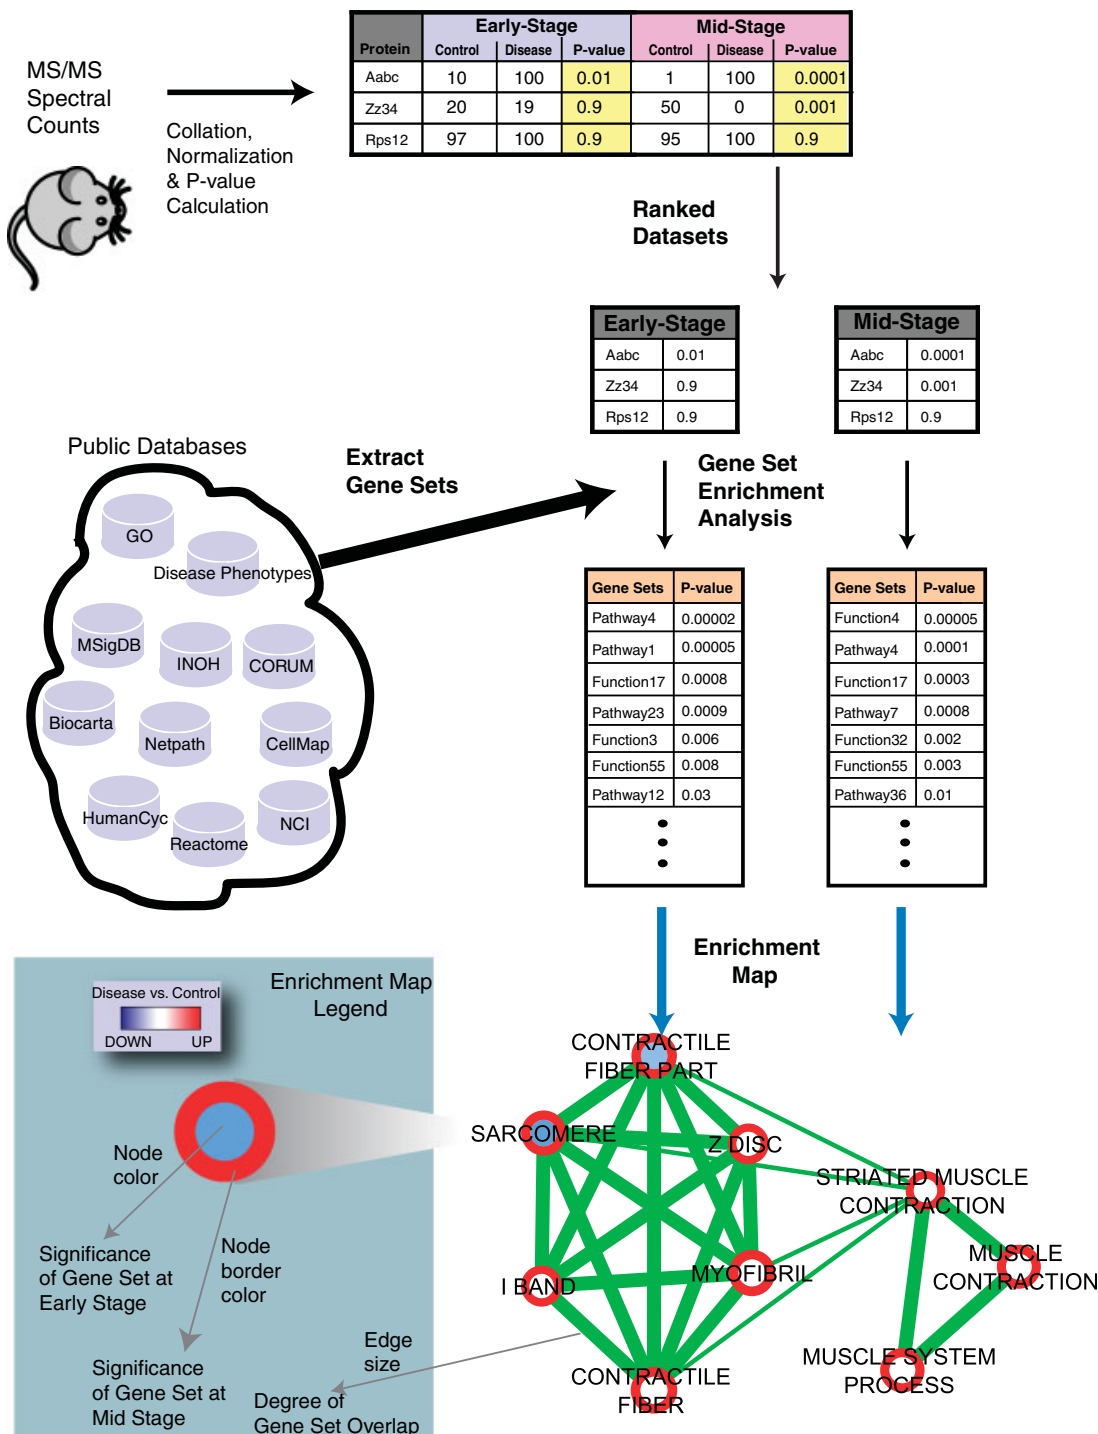 MS/MS
Spectral
Counts
Collation,
Normalization
& P-value
Calculation
Early-Stage Mid-Stage
Protein Control Disease P-value Control Disease P-value
Aabc 10 100 0.01 1 100 0.0001
Zz34 20 19 0.9 50 0 0.001
Rps12 97 100 0.9 95 100 0.9
Ranked
Datasets
Early-Stage
Aabc 0.01
Zz34 0.9
Rps12 0.9
Mid-Stage
Aabc 0.0001
Zz34 0.001
Rps12 0.9
Public Databases
GO
Disease Phenotypes
MSigDB
INOH
CORUM
Biocarta
Netpath
CellMap
HumanCyc
Reactome
NCI
Extract
Gene Sets
Gene Set
Enrichment
Analysis
Gene Sets P-value
Pathway4 0.00002
Pathway1 0.00005
Function17 0.0008
Pathway23 0.0009
Function3 0.006
Function55 0.008
Pathway12 0.03
Gene Sets P-value
Function4 0.00005
Pathway4 0.0001
Function17 0.0003
Pathway7 0.0008
Function32 0.002
Function55 0.003
Pathway36 0.01
Enrichment
Map
Enrichment Map
Legend
Disease vs. Control
DOWN UP
Node
color
Significance
of Gene Set at
Early Stage
Node
border
color
Significance
of Gene Set at
Mid Stage
Edge
size
Degree of
Gene Set Overlap
CONTRACTILE
FIBER PART
SARCOMERE
Z DISC
I BAND
MYOFIBRIL
CONTRACTILE
FIBER
STRIATED MUSCLE
CONTRACTION
MUSCLE
CONTRACTION
MUSCLE SYSTEM
PROCESS